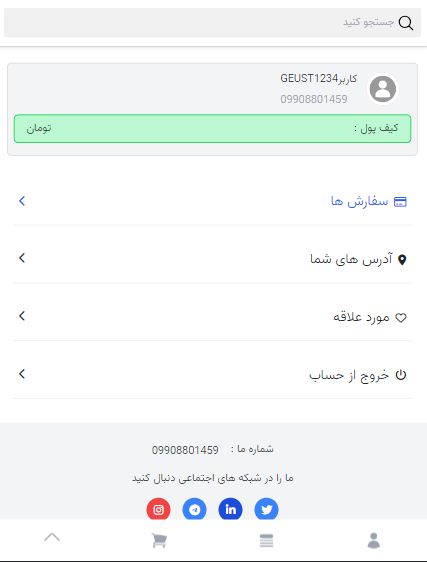 جستجو کنید
کاربرGEUST1234
09908801459
کیف پول : تومان
سفارش ها
آدرس های شما
مورد علاقه
خروج از حساب
شماره ما : 09908801459
ما را در شبکه های اجتماعی دنبال کنید